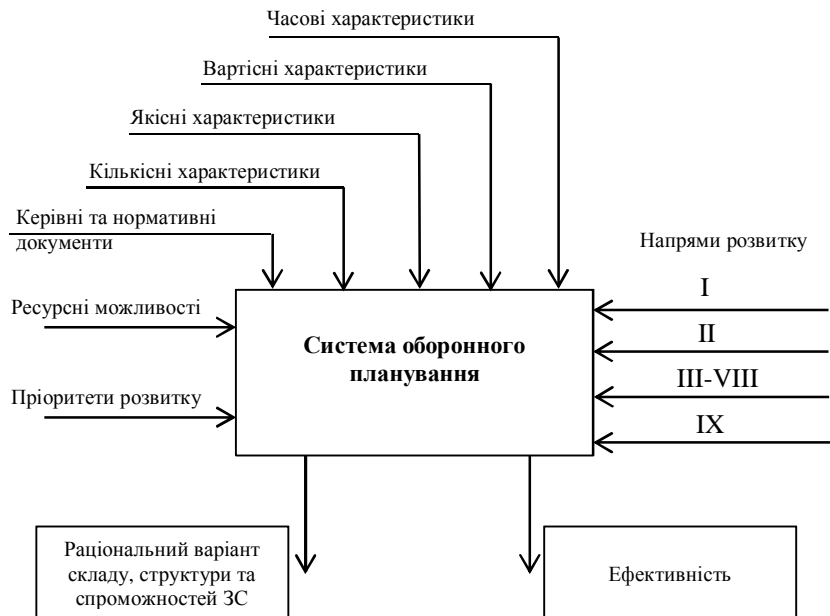 Часові характеристики
Вартісні характеристики
Якісні характеристики
Кількісні характеристики
Керівні та нормативні
документи
Напрями розвитку
I
Ресурсні можливості
II
Система оборонного
планування
III-VIII
Пріоритети розвитку
IX
Раціональний варіант
складу, структури та
спроможностей ЗС
Ефективність